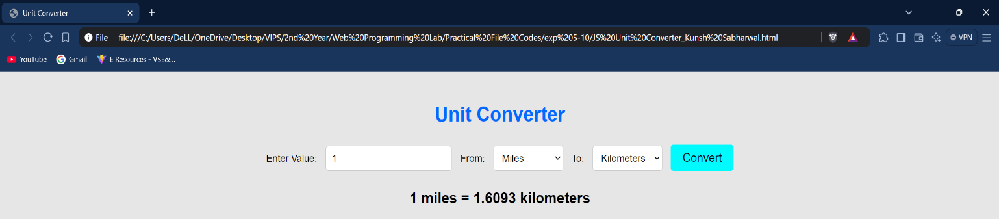 Unit Converter
File file:///C:/Users/DeLL/OneDrive/Desktop/VIPS/2nd%20Year/Web%20Programming%20Lab/Practical%20File%20Codes/exp%205-10/JS%20Unit%20Converter_Kunsh%20Sabharwal.html VPN
YouTube Gmail E Resources - VSE&...
Unit Converter
Enter Value: 1 From: Miles To: Kilometers Convert
1 miles = 1.6093 kilometers